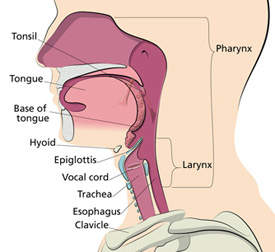 Tonsil
Pharynx
Tongue
Base of
tongue
Hyoid
Epiglottis
Larynx
Vocal cord
Trachea
Esophagus
Clavicle